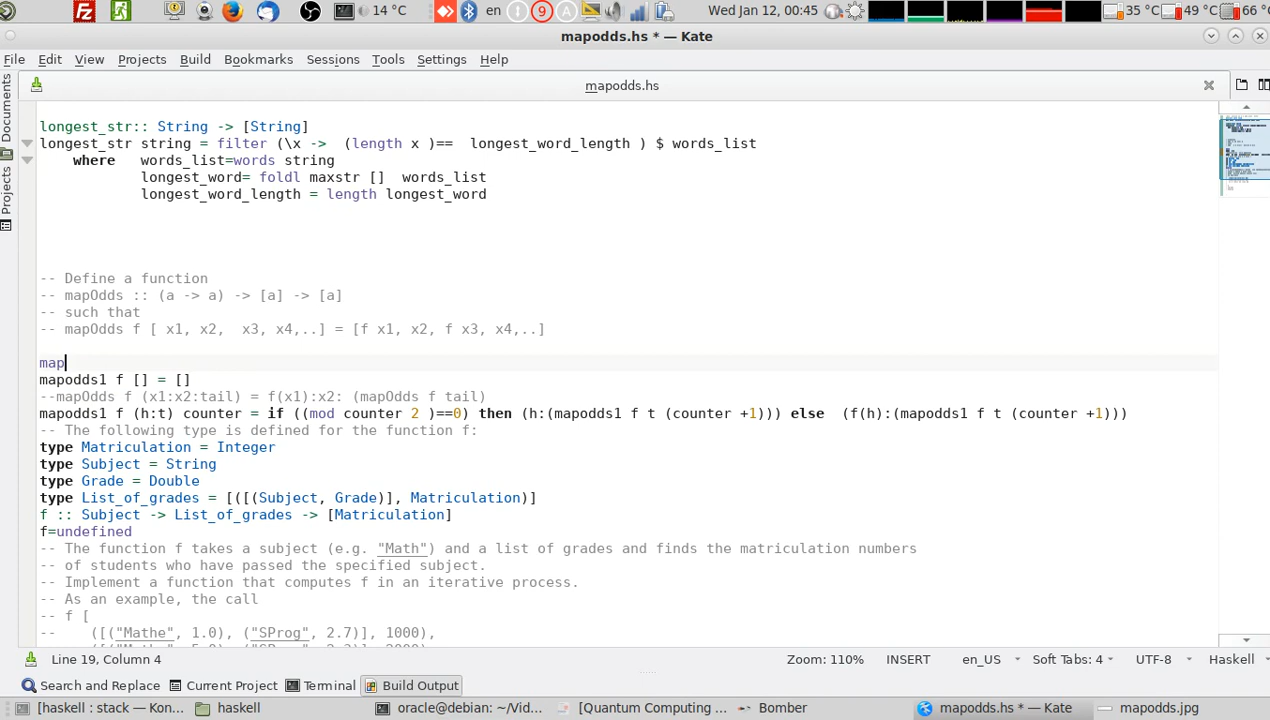 14 °C
en
9
A
Wed Jan 12, 00:45
35 °C
49 °C
66 °C
mapodds.hs * — Kate
File Edit View Projects Build Bookmarks Sessions Tools Settings Help
mapodds.hs
Documents
Projects
longest_str:: String -> [String]
longest_str string = filter (\x ->  (length x )==  longest_word_length ) $ words_list
    where   words_list=words string
            longest_word= foldl maxstr []  words_list
            longest_word_length = length longest_word
-- Define a function
-- mapOdds :: (a -> a) -> [a] -> [a]
-- such that
-- mapOdds f [ x1, x2,  x3, x4,..] = [f x1, x2, f x3, x4,..]
map
mapodds1 f [] = []
--mapOdds f (x1:x2:tail) = f(x1):x2: (mapOdds f tail)
mapodds1 f (h:t) counter = if ((mod counter 2 )==0) then (h:(mapodds1 f t (counter +1))) else  (f(h):(mapodds1 f t (counter +1)))
-- The following type is defined for the function f:
type Matriculation = Integer
type Subject = String
type Grade = Double
type List_of_grades = [([(Subject, Grade)], Matriculation)]
f :: Subject -> List_of_grades -> [Matriculation]
f=undefined
-- The function f takes a subject (e.g. "Math") and a list of grades and finds the matriculation numbers
-- of students who have passed the specified subject.
-- Implement a function that computes f in an iterative process.
-- As an example, the call
-- f [
--    ([("Mathe", 1.0), ("SProg", 2.7)], 1000),
Line 19, Column 4
Zoom: 110%
INSERT
en_US
Soft Tabs: 4
UTF-8
Haskell
Search and Replace
Current Project
Terminal
Build Output
[haskell : stack — Kon...
haskell
oracle@debian: ~/Vid...
[Quantum Computing ...
Bomber
mapodds.hs * — Kate
mapodds.jpg